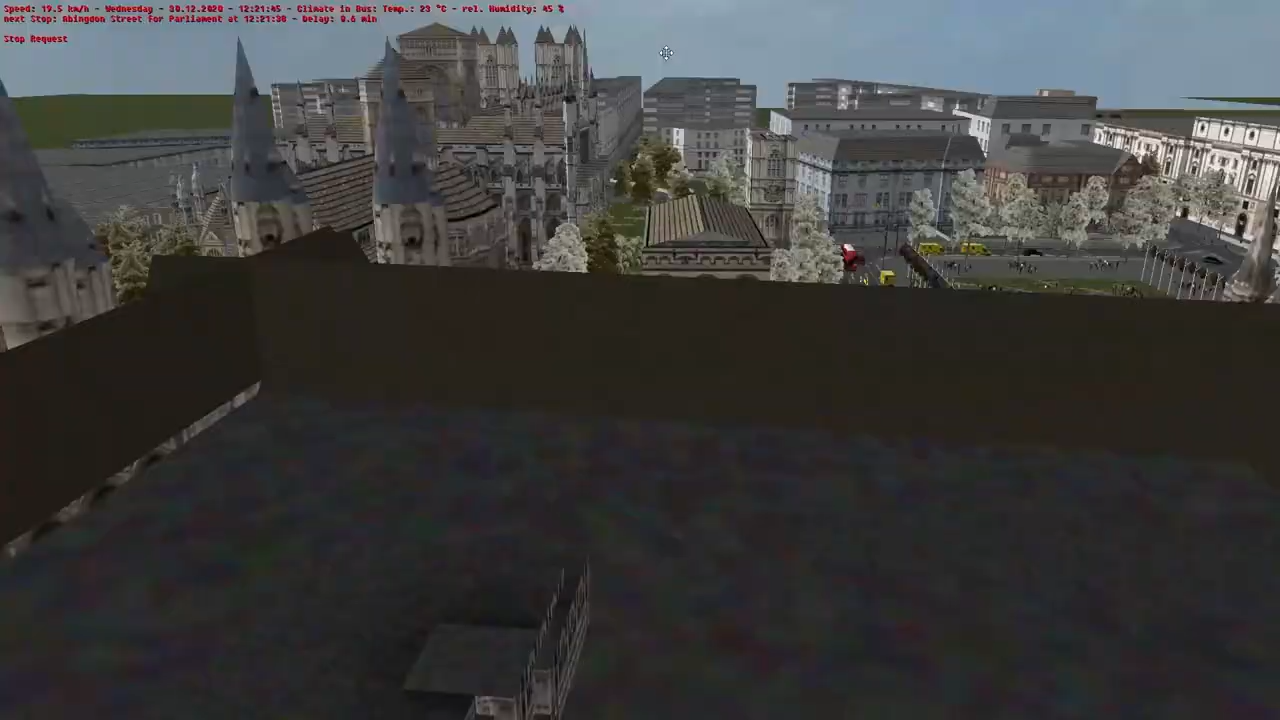 Speed: 19.5 km/h - Wednesday - 30.12.2020 - 12:21:45 - Climate in Bus: Temp.: 23 °C - rel. Humidity: 45 %
next Stop: Abingdon Street for Parliament at 12:21:30 - Delay: 0.6 min
Stop Request